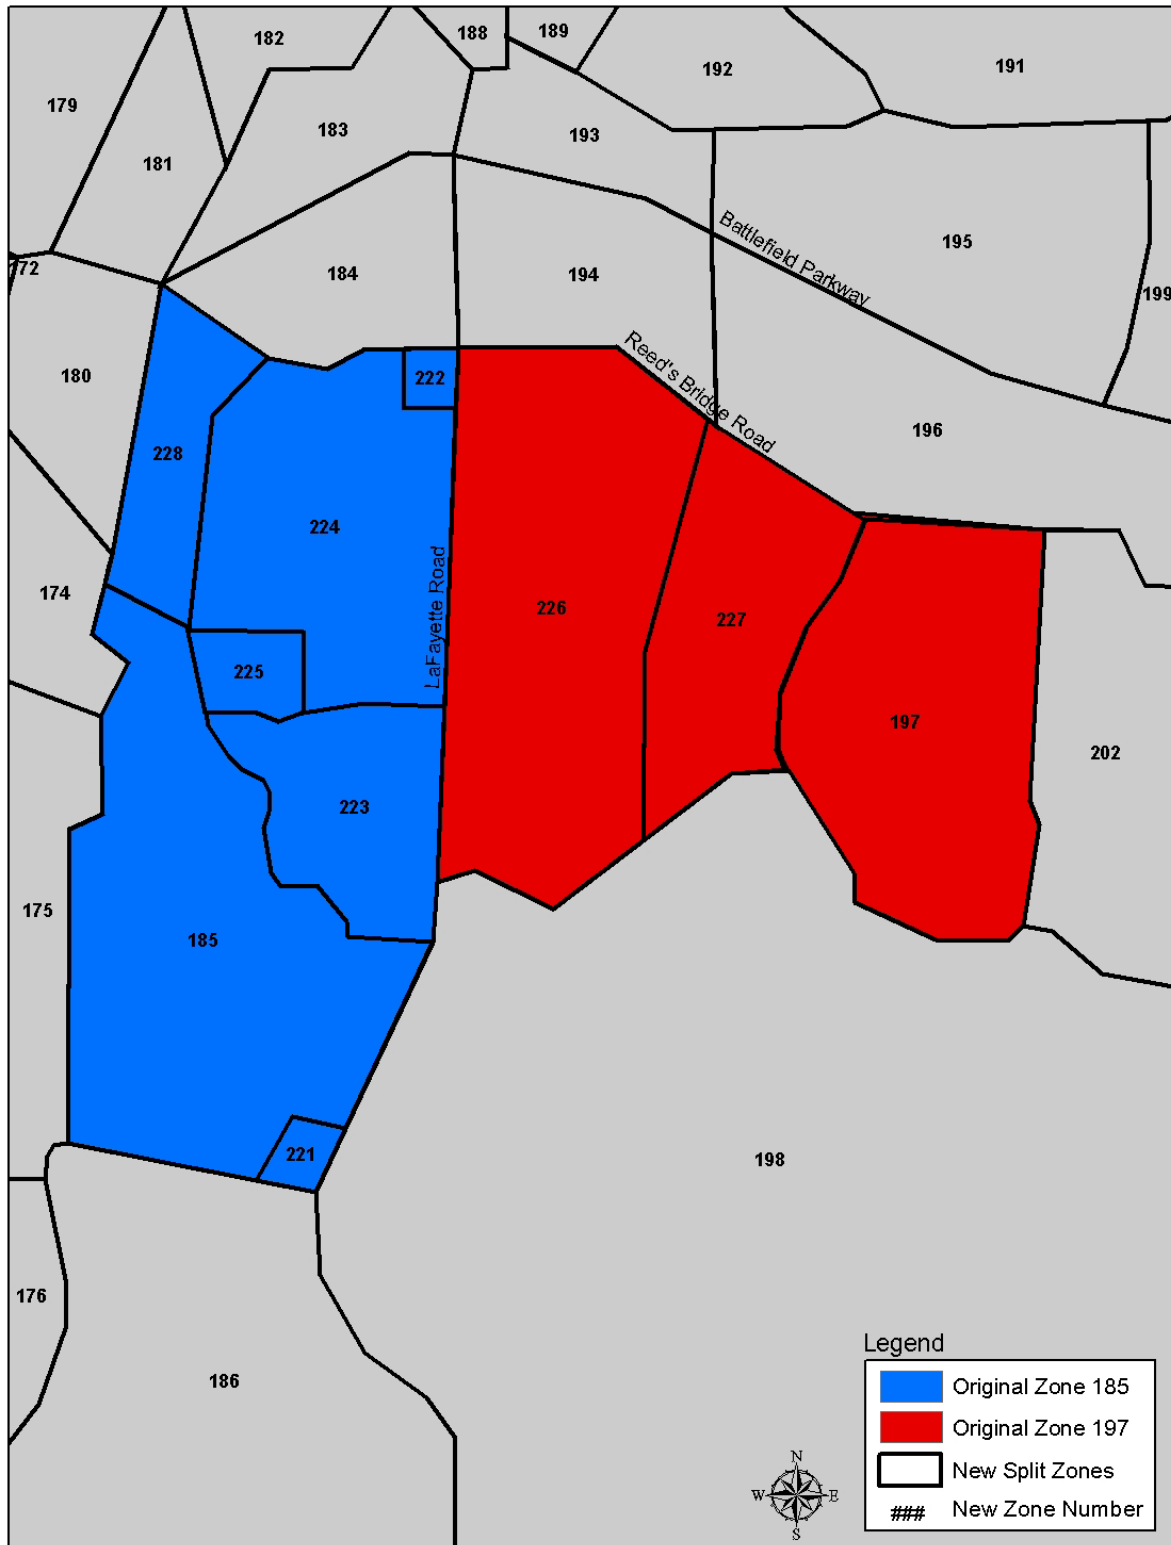 182
188
189
192
191
179
183
193
181
195
Battlefield Parkway
172
184
194
199
180
222
Reed's Bridge Road
196
228
224
174
226
227
LaFayette Road
225
197
202
223
175
185
221
198
176
186
Legend
Original Zone 185
Original Zone 197
New Split Zones
### New Zone Number
N
W E
S